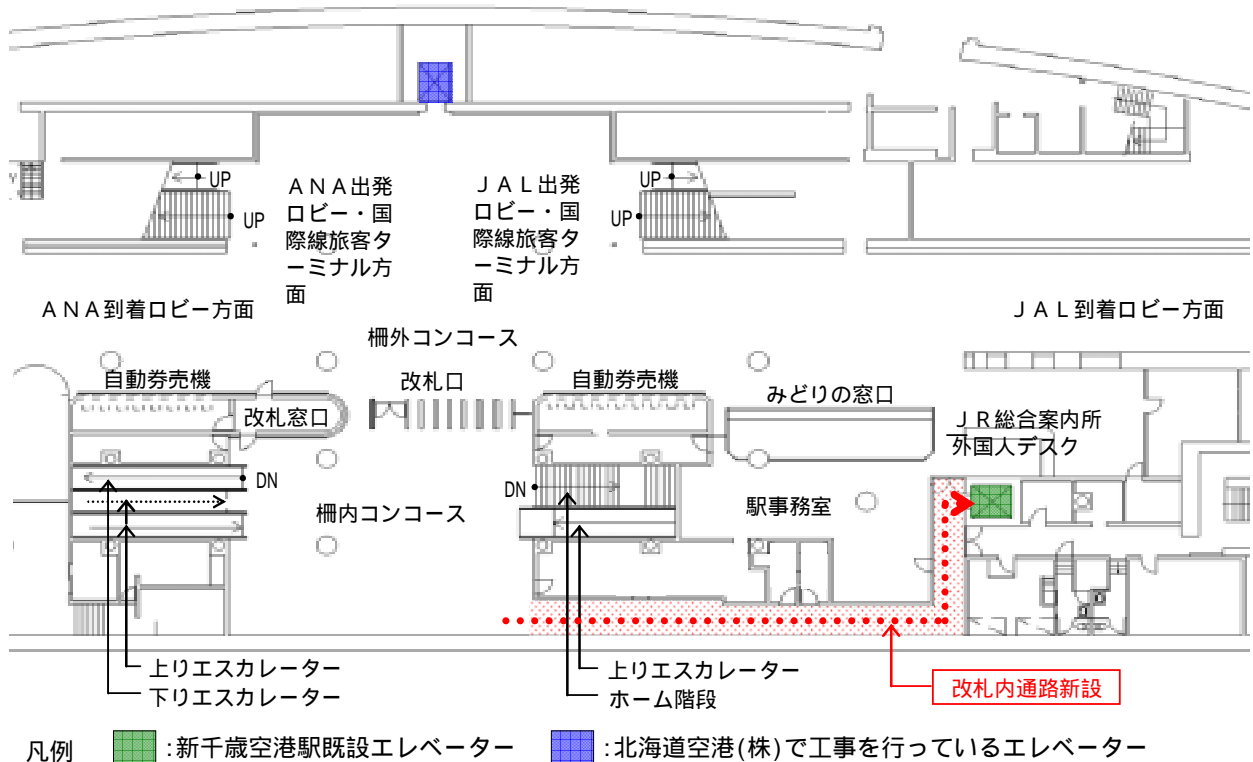 UP
UP
ＡＮＡ出発
ロビー・国
際線旅客タ
ーミナル方
面
ＪＡＬ出発
ロビー・国
際線旅客タ
ーミナル方
面
UP
UP
ＡＮＡ到着ロビー方面
ＪＡＬ到着ロビー方面
柵外コンコース
自動券売機
改札口
自動券売機
みどりの窓口
改札窓口
ＪＲ総合案内所
外国人デスク
DN
DN
柵内コンコース
駅事務室
上りエスカレーター
下りエスカレーター
上りエスカレーター
ホーム階段
改札内通路新設
凡例
:新千歳空港駅既設エレベーター
:北海道空港(株)で工事を行っているエレベーター